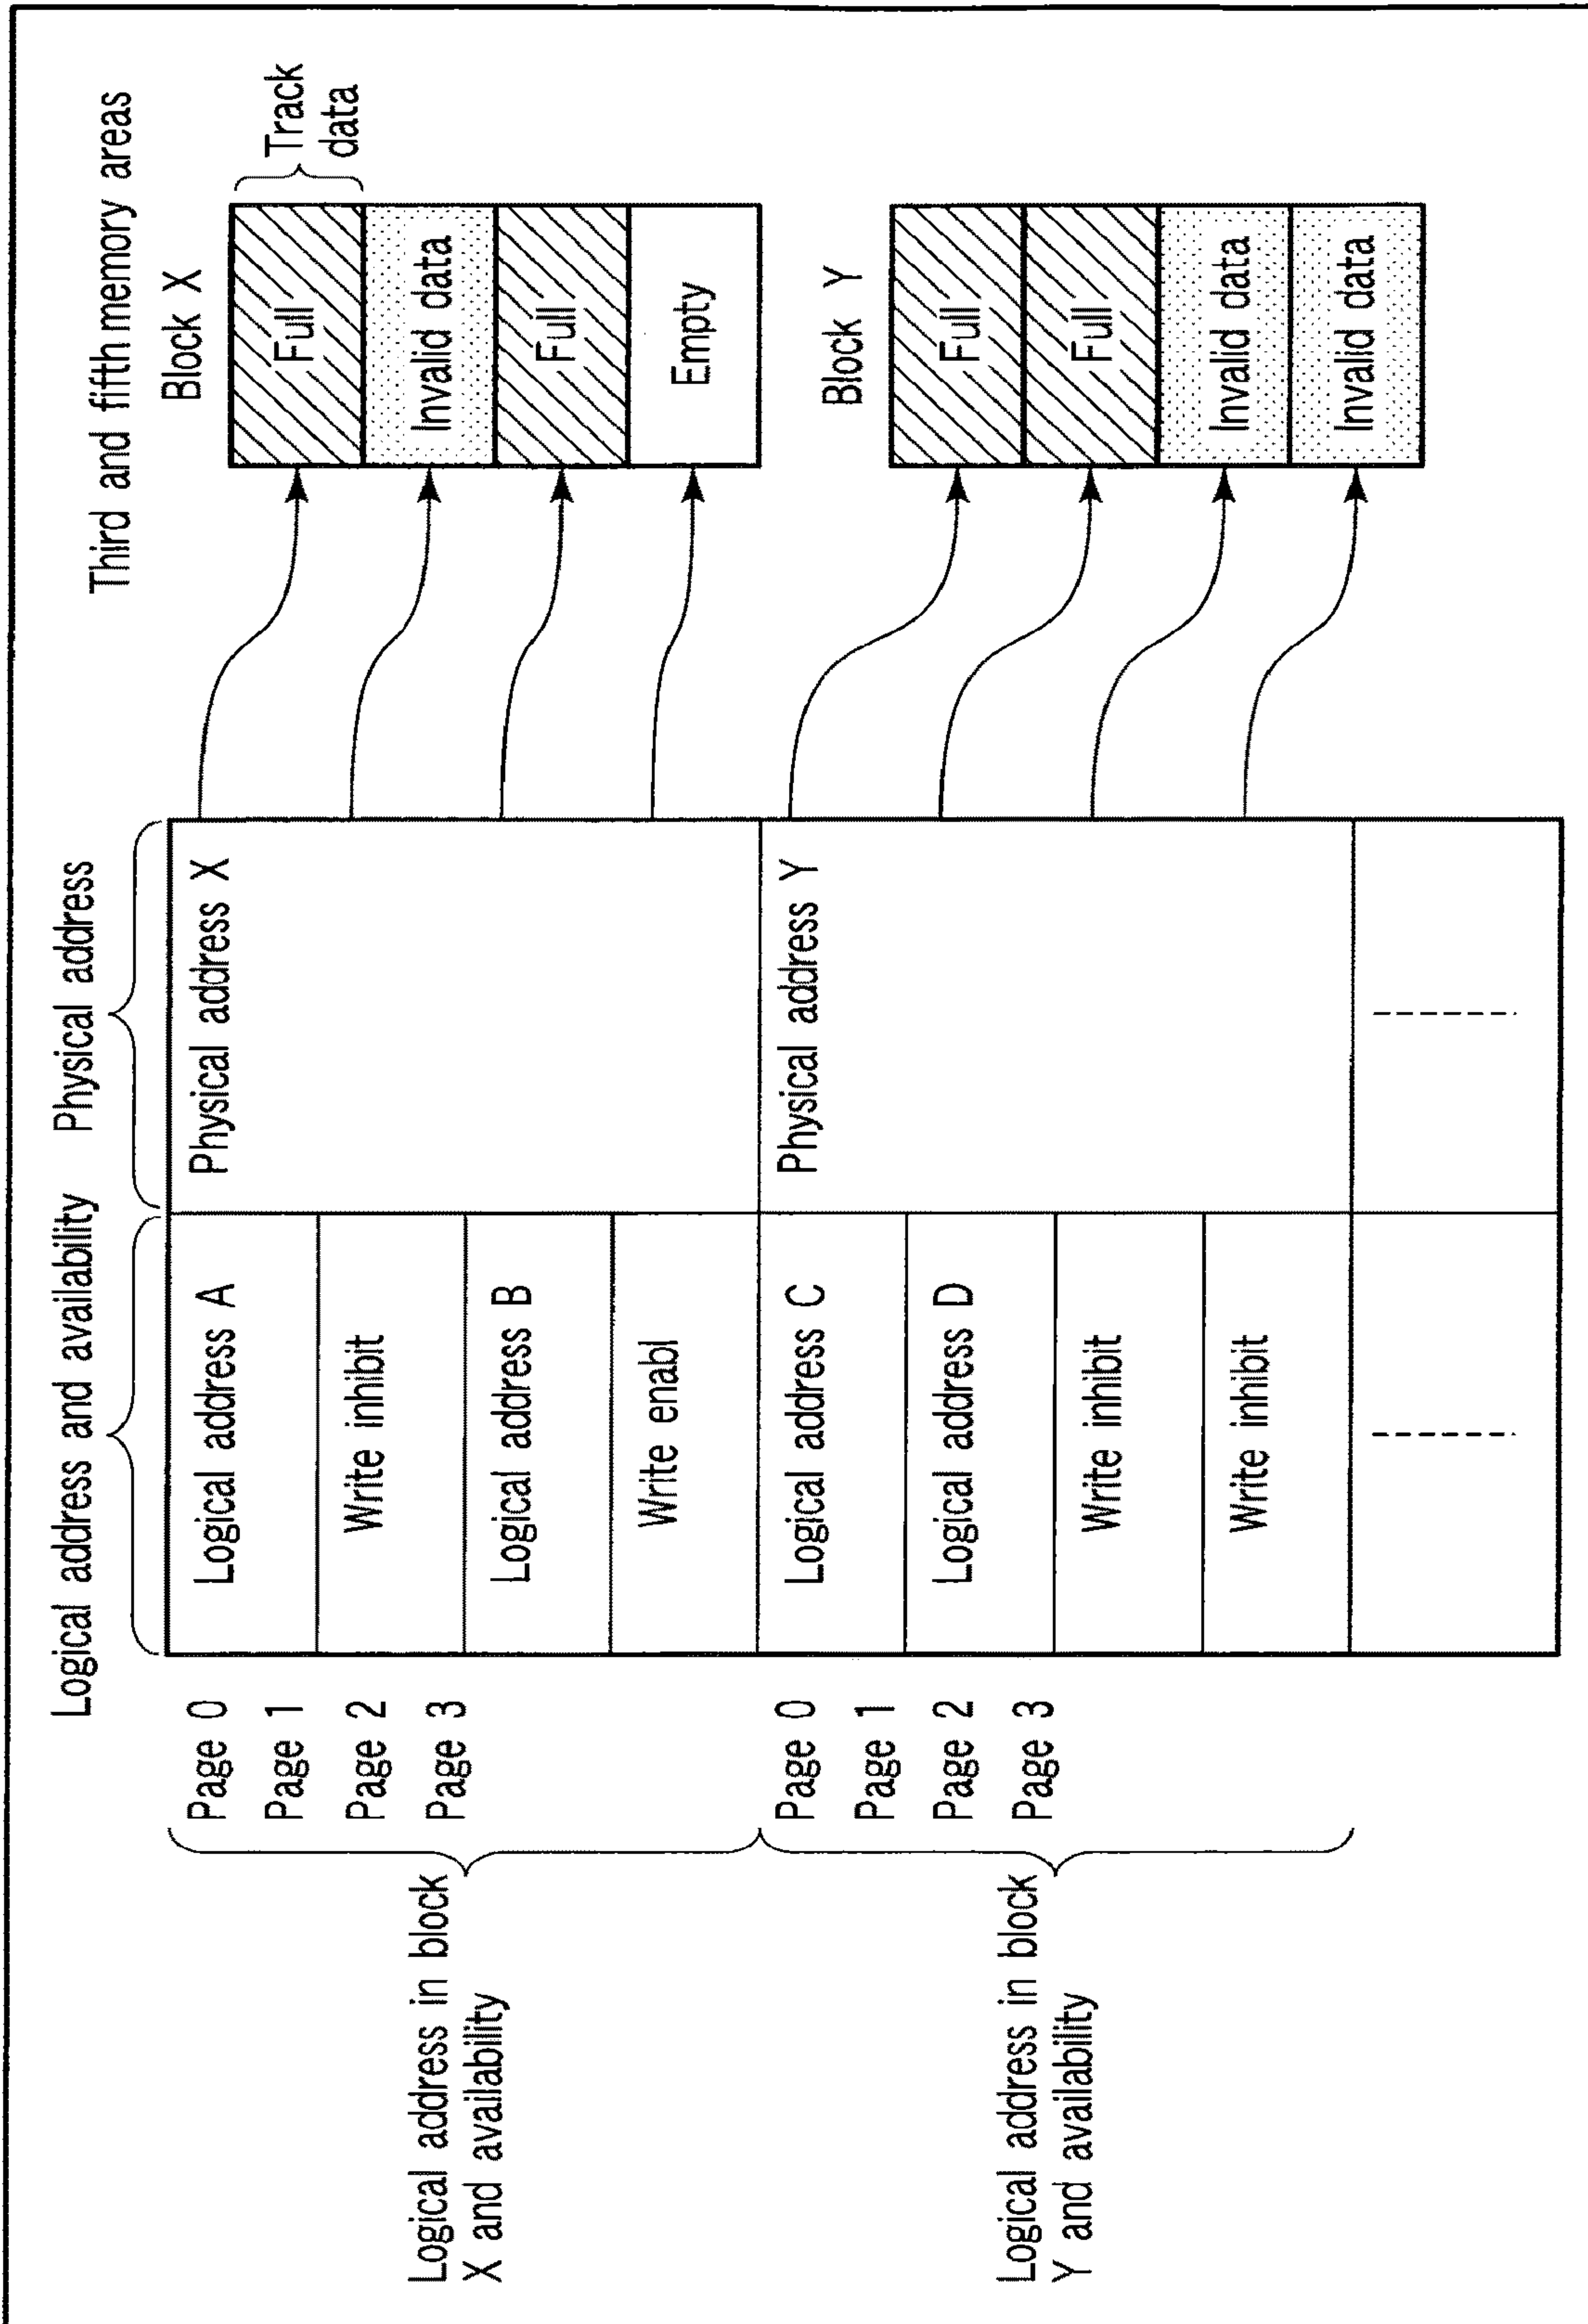 Logical address and availability
Physical address
Third and fifth memory areas
Page 0
Page 1
Page 2
Page 3
Logical address in block
X and availability
Logical address A
Write inhibit
Logical address B
Write enabl
Physical address X
Block X
Full
Invalid data
Full
Empty
Track
data
Page 0
Page 1
Page 2
Page 3
Logical address in block
Y and availability
Logical address C
Logical address D
Write inhibit
Write inhibit
Physical address Y
Block Y
Full
Full
Invalid data
Invalid data